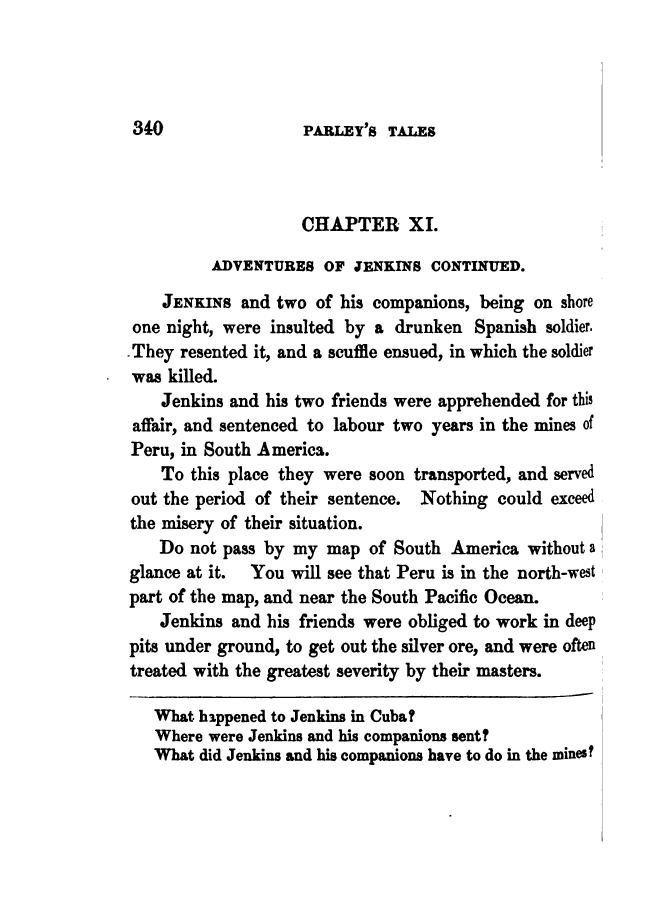 340 PARLEY'S TALES
CHAPTER XI.
ADVENTURES OF JENKINS CONTINUED.
JENKINS and two of his companions, being on shore
one night, were insulted by a drunken Spanish soldier.
They resented it, and a scuffle ensued, in which the soldier
was killed.
Jenkins and his two friends were apprehended for this
affair, and sentenced to labour two years in the mines of
Peru, in South America.
To this place they were soon transported, and served
out the period of their sentence. Nothing could exceed
the misery of their situation.
Do not pass by my map of South America without a
glance at it. You will see that Peru is in the north-west
part of the map, and near the South Pacific Ocean.
Jenkins and his friends were obliged to work in deep
pits under ground, to get out the silver ore, and were often
treated with the greatest severity by their masters.
What happened to Jenkins in Cuba?
Where were Jenkins and his companions sent?
What did Jenkins and his companions have to do in the mines?